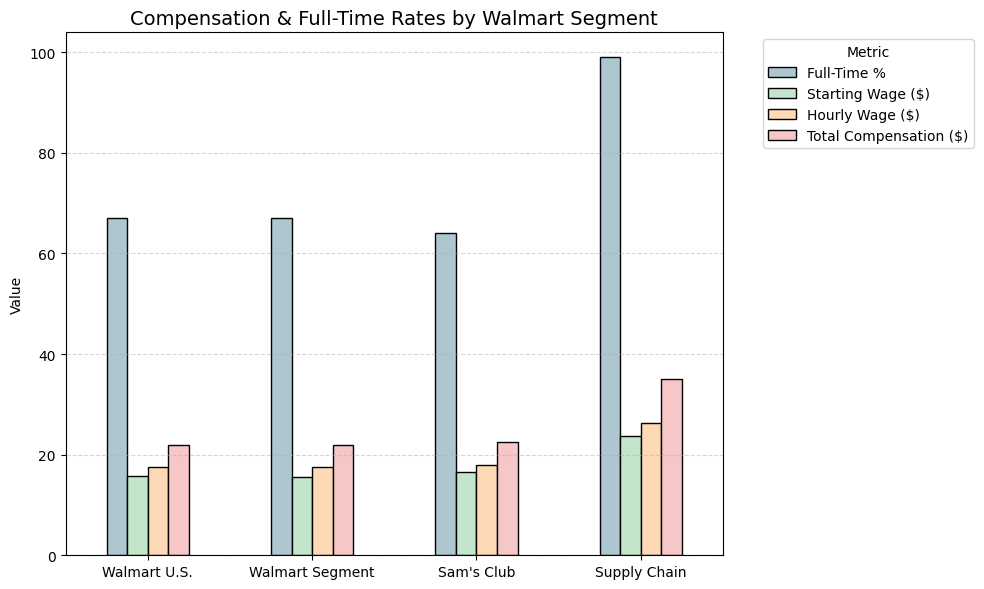 Compensation & Full-Time Rates by Walmart Segment
Metric
Full-Time %
Starting Wage ($)
Hourly Wage ($)
Total Compensation ($)
Value
100
80
60
40
20
0
Walmart U.S.
Walmart Segment
Sam's Club
Supply Chain